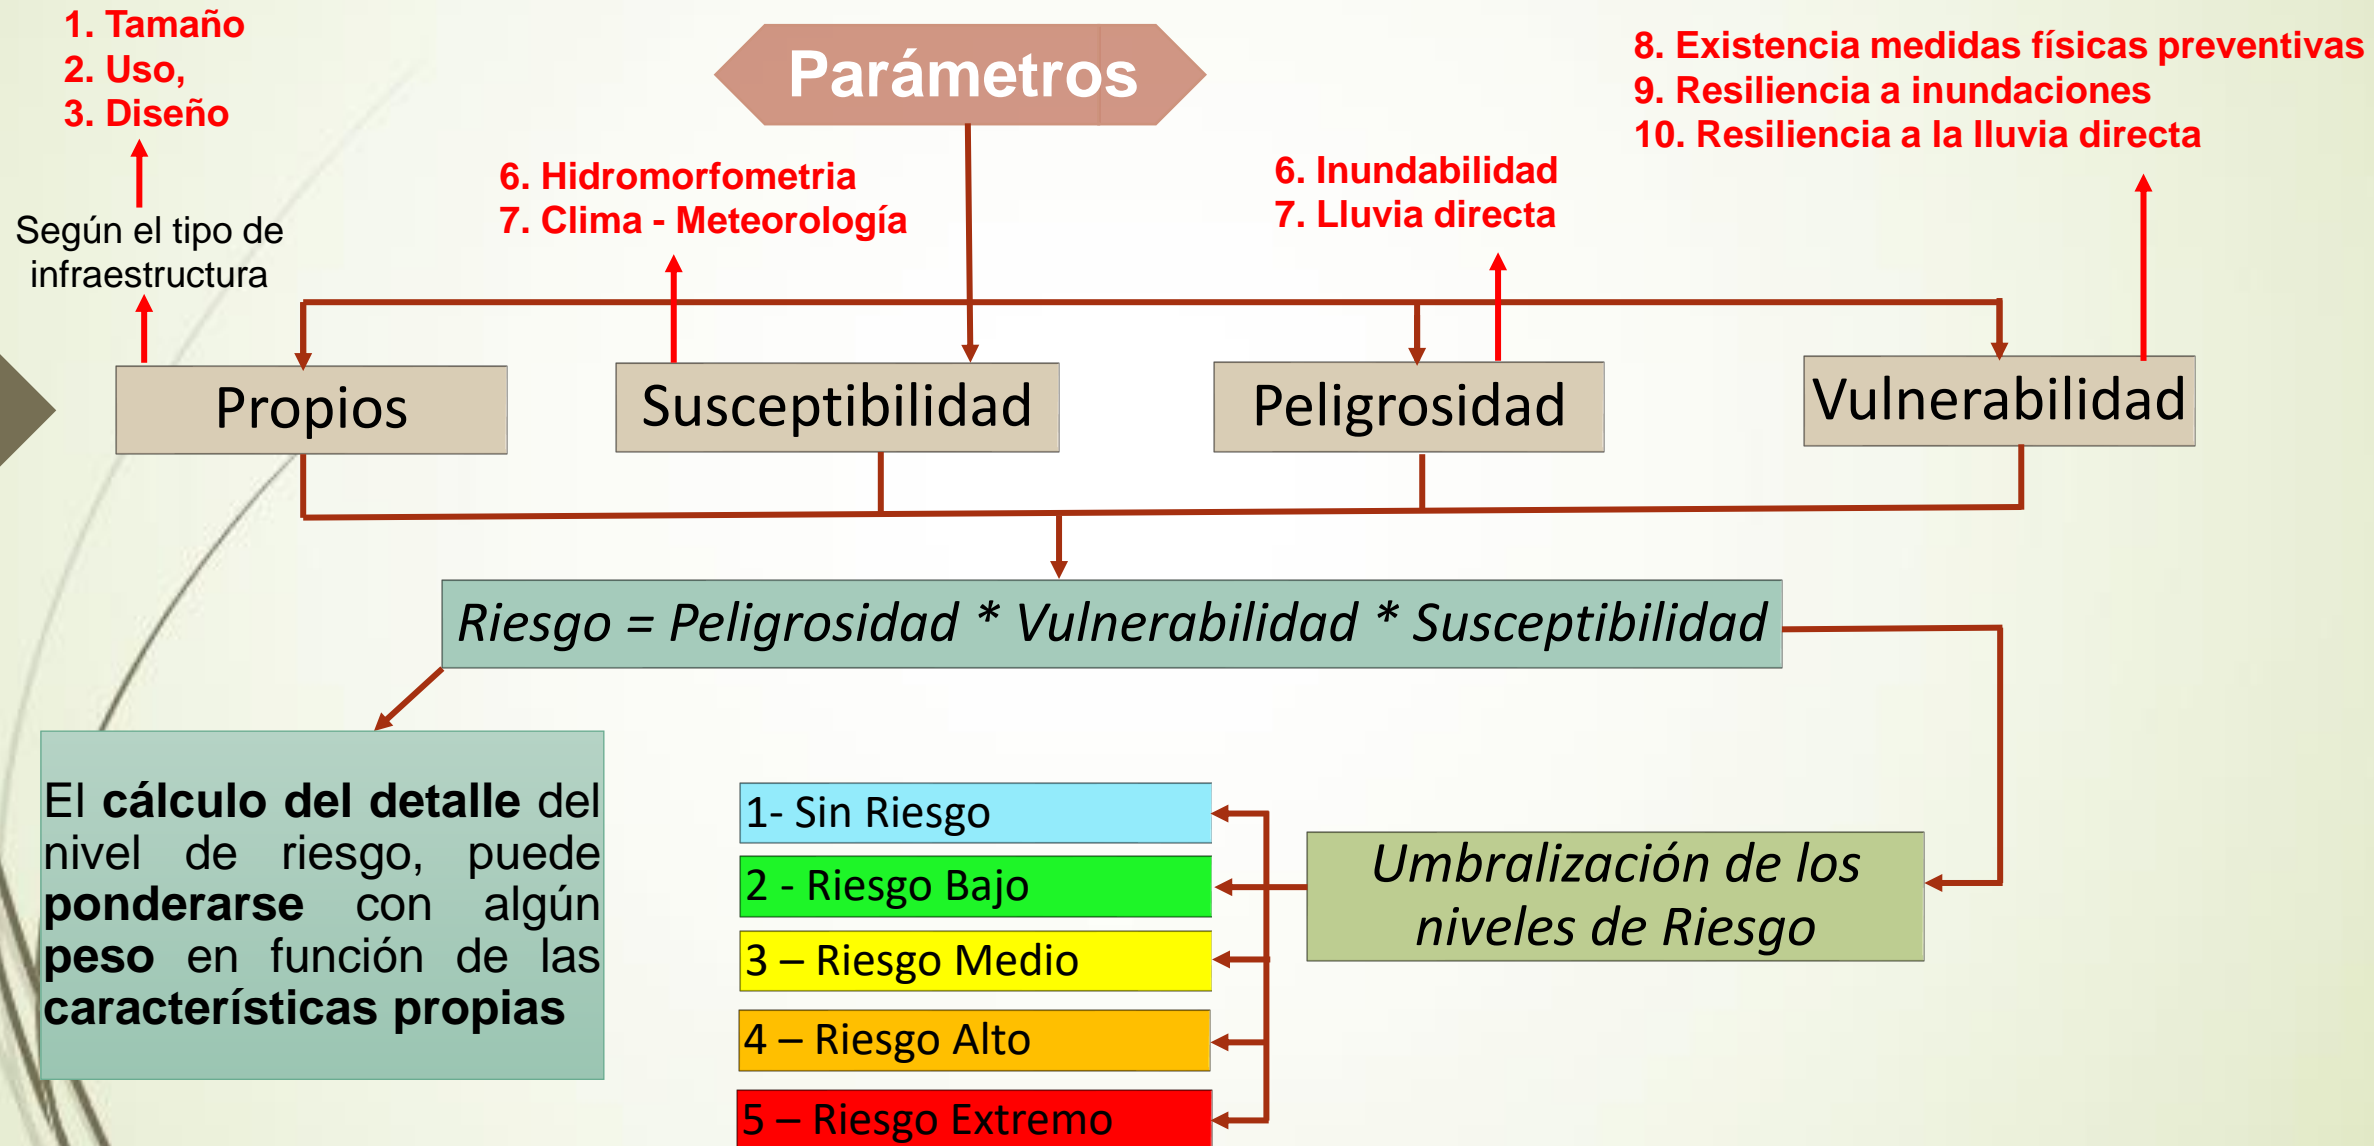 1. Tamaño
2. Uso,
3. Diseño
Según el tipo de
infraestructura
Parámetros
6. Hidromorfometria
7. Clima - Meteorología
6. Inundabilidad
7. Lluvia directa
8. Existencia medidas físicas preventivas
9. Resiliencia a inundaciones
10. Resiliencia a la lluvia directa
Propios
Susceptibilidad
Peligrosidad
Vulnerabilidad
Riesgo = Peligrosidad * Vulnerabilidad * Susceptibilidad
El cálculo del detalle del
nivel de riesgo, puede
ponderarse con algún
peso en función de las
características propias
1- Sin Riesgo
2 - Riesgo Bajo
3 – Riesgo Medio
4 – Riesgo Alto
5 – Riesgo Extremo
Umbralización de los
niveles de Riesgo